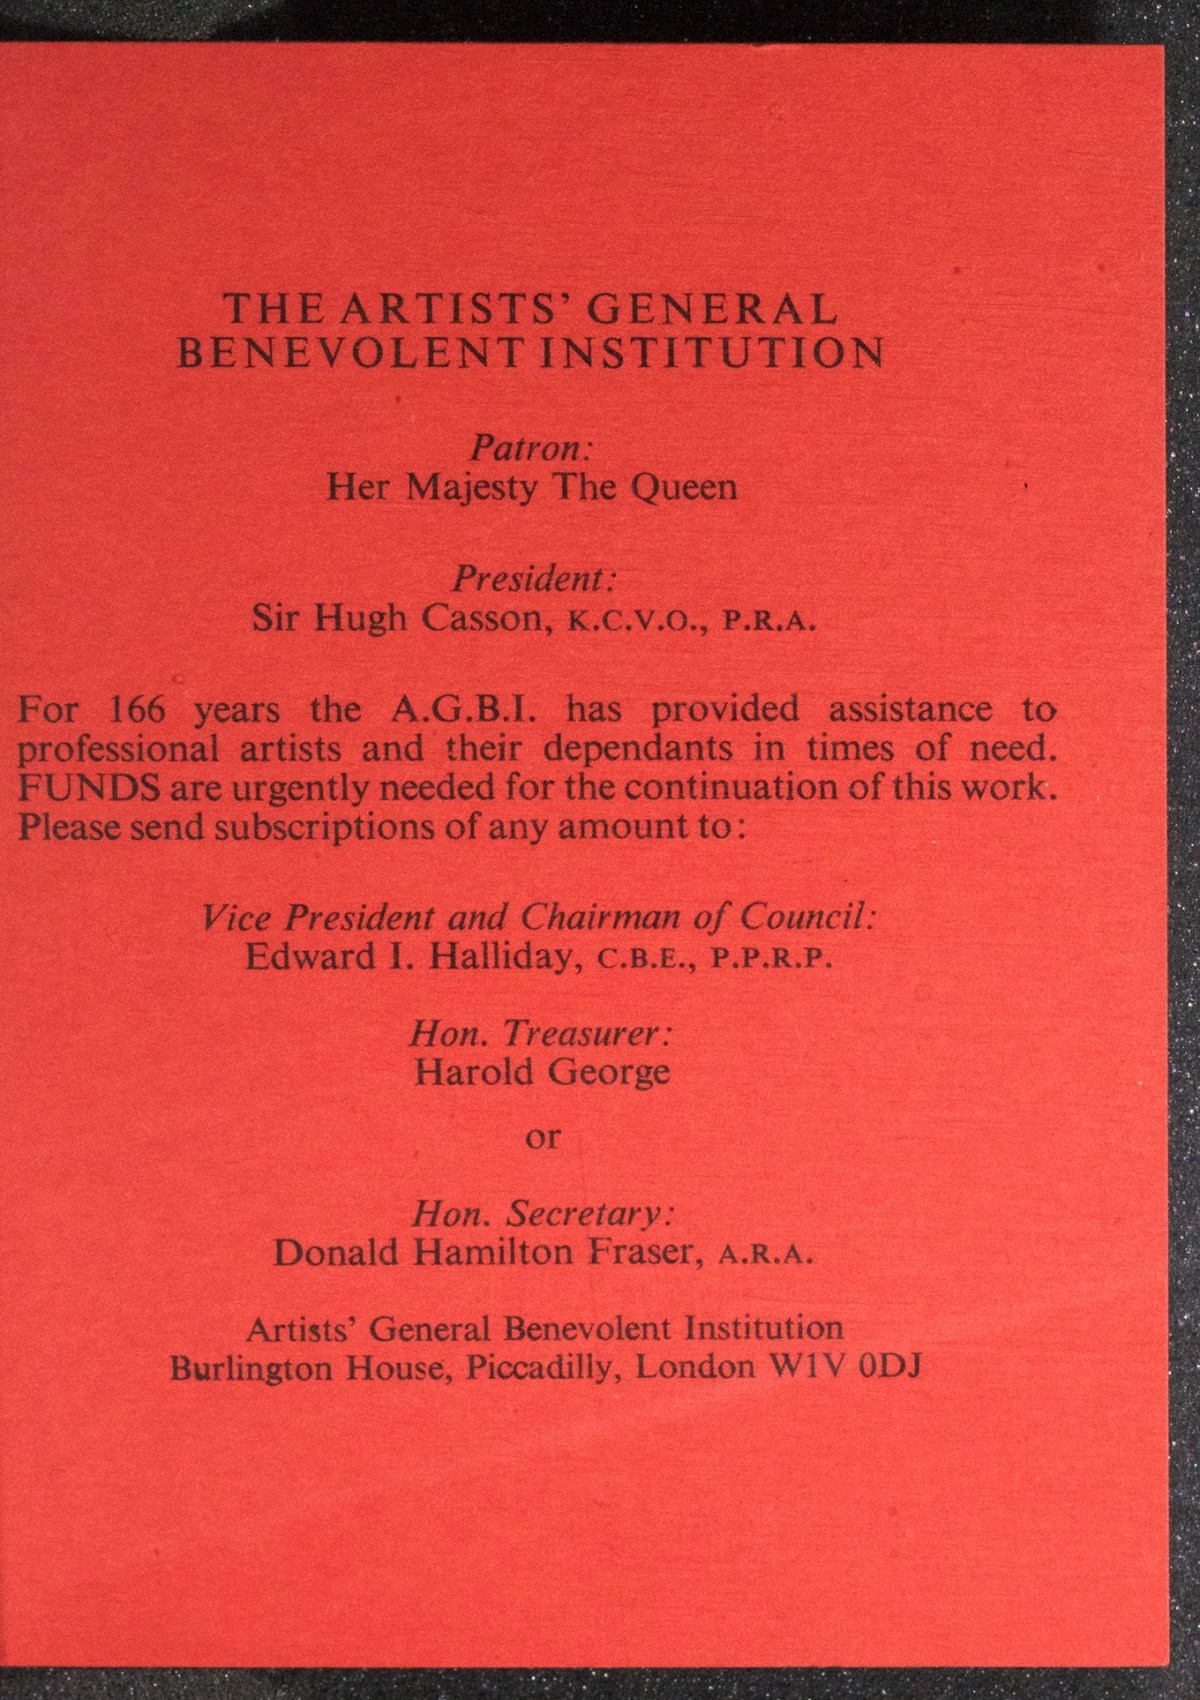 THE ARTISTS’ GENERAL
BENEVOLENT INSTITUTION
Patron:
Her Majesty The Queen
President:
Sir Hugh Casson, K.C.V.O., P.R.A.
For 166 years the A.G.B.I. has provided assistance to
professional artists and their dependants in times of need.
FUNDS are urgently needed for the continuation of this work.
Please send subscriptions of any amount to:
Vice President and Chairman of Council:
Edward I. Halliday, C.B.E., P.P.R.P.
Hon. Treasurer:
Harold George
or
Hon. Secretary:
Donald Hamilton Fraser, A.R.A.
Artists’ General Benevolent Institution
Burlington House, Piccadilly, London W1V 0DJ